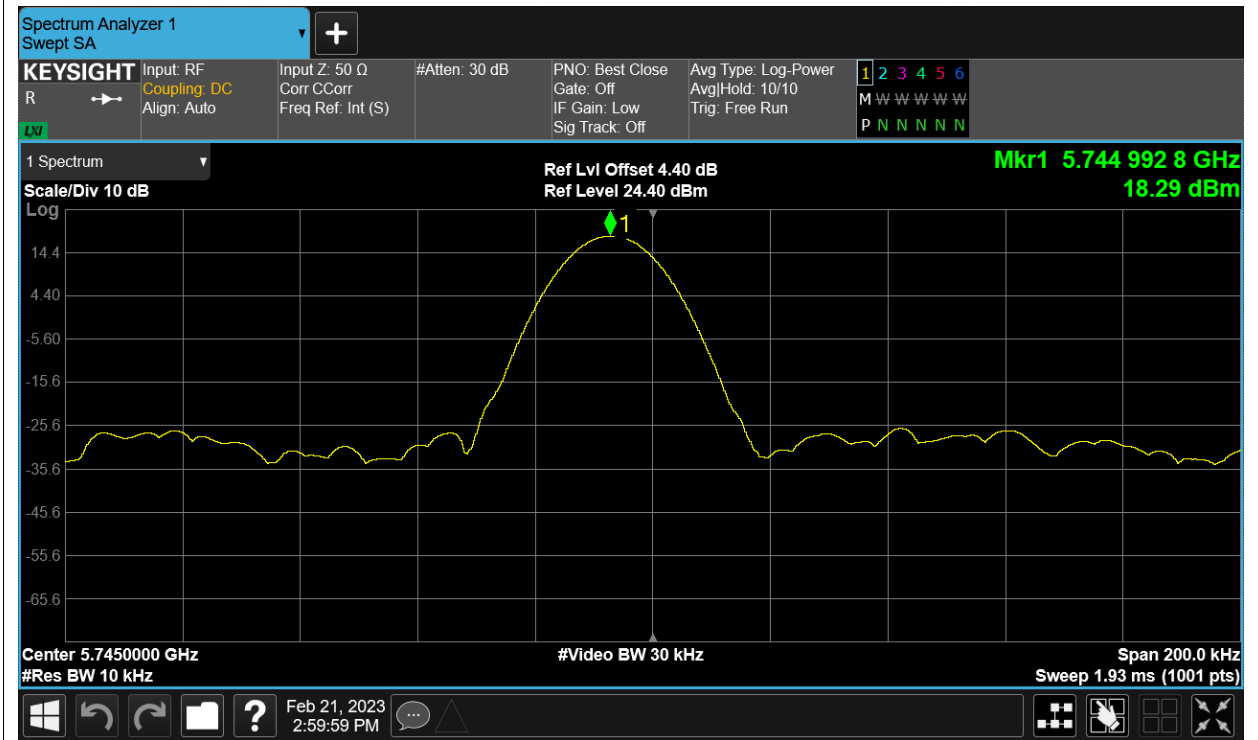 Spectrum Analyzer 1
Swept SA
KEYSIGHT
R
LXI
Input: RF
Coupling: DC
Align: Auto
Input Z: 50 Ω
Corr CCorr
Freq Ref: Int (S)
#Atten: 30 dB
PNO: Best Close
Gate: Off
IF Gain: Low
Sig Track: Off
Avg Type: Log-Power
Avg|Hold: 10/10
Trig: Free Run
1 2 3 4 5 6
M W W W W W
P N N N N N
1 Spectrum
Scale/Div 10 dB
Log
Ref Lvl Offset 4.40 dB
Ref Level 24.40 dBm
Mkr1 5.744 992 8 GHz
18.29 dBm
1
14.4
4.40
-5.60
-15.6
-25.6
-35.6
-45.6
-55.6
-65.6
Center 5.7450000 GHz
#Video BW 30 kHz
Span 200.0 kHz
#Res BW 10 kHz
Sweep 1.93 ms (1001 pts)
?
Feb 21, 2023
2:59:59 PM